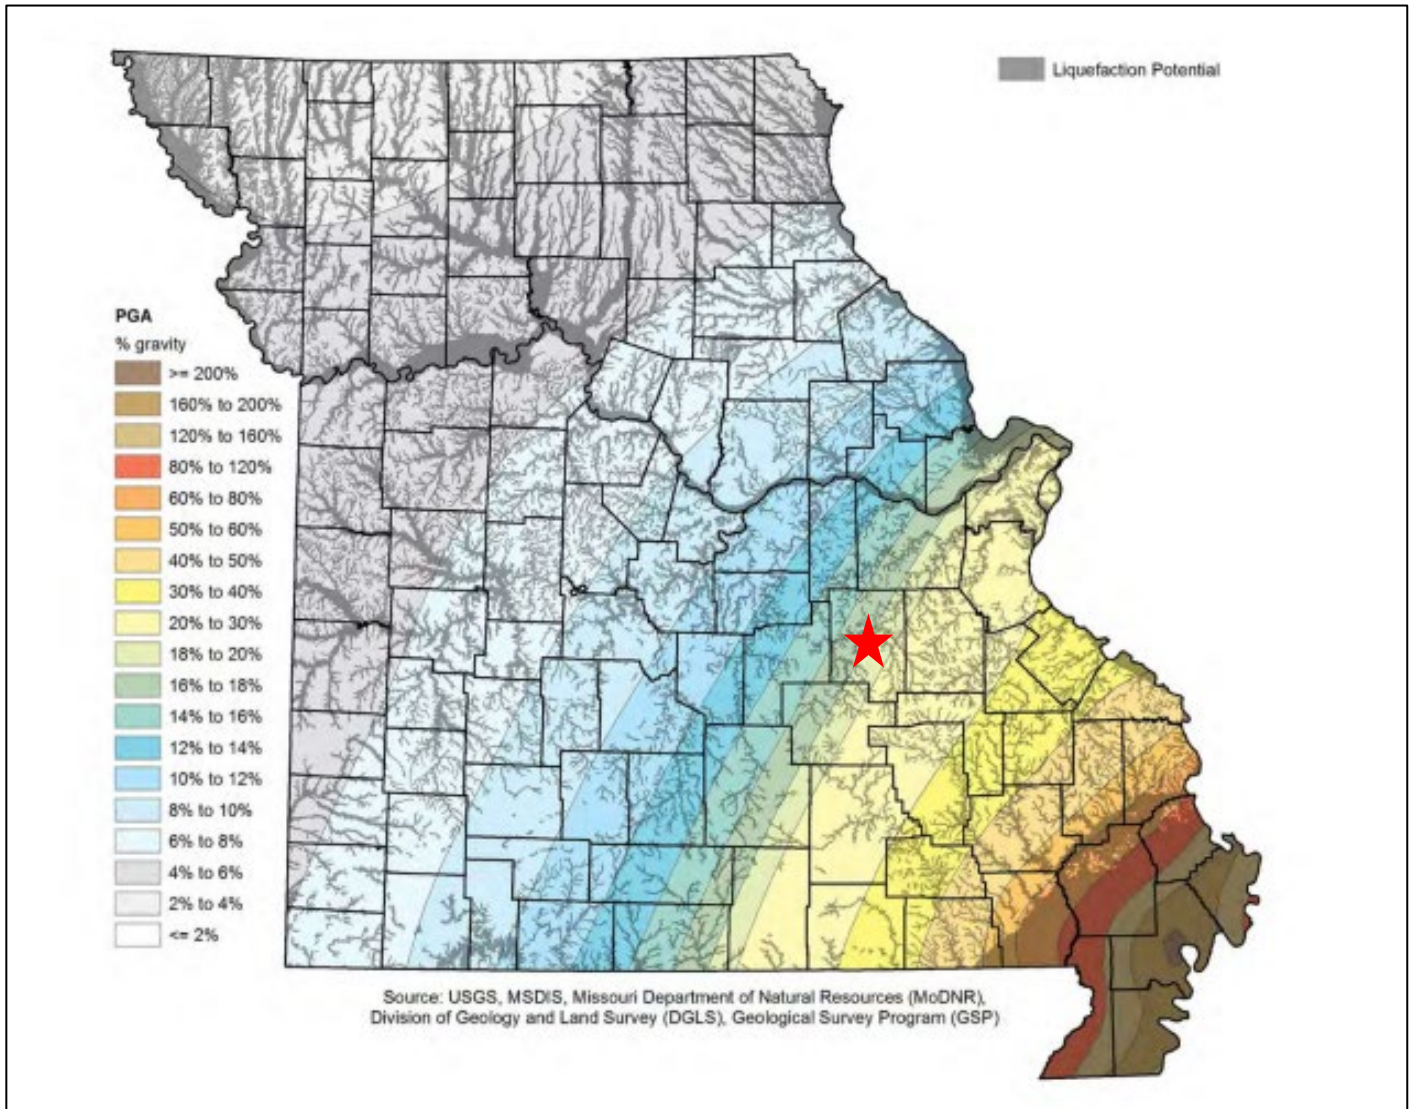 Liquefaction Potential
PGA
% gravity
>= 200%
160% to 200%
120% to 160%
80% to 120%
60% to 80%
50% to 60%
40% to 50%
30% to 40%
20% to 30%
18% to 20%
16% to 18%
14% to 16%
12% to 14%
10% to 12%
8% to 10%
6% to 8%
4% to 6%
2% to 4%
<= 2%
Source: USGS, MSDIS, Missouri Department of Natural Resources (MoDNR),
Division of Geology and Land Survey (DGLS), Geological Survey Program (GSP)